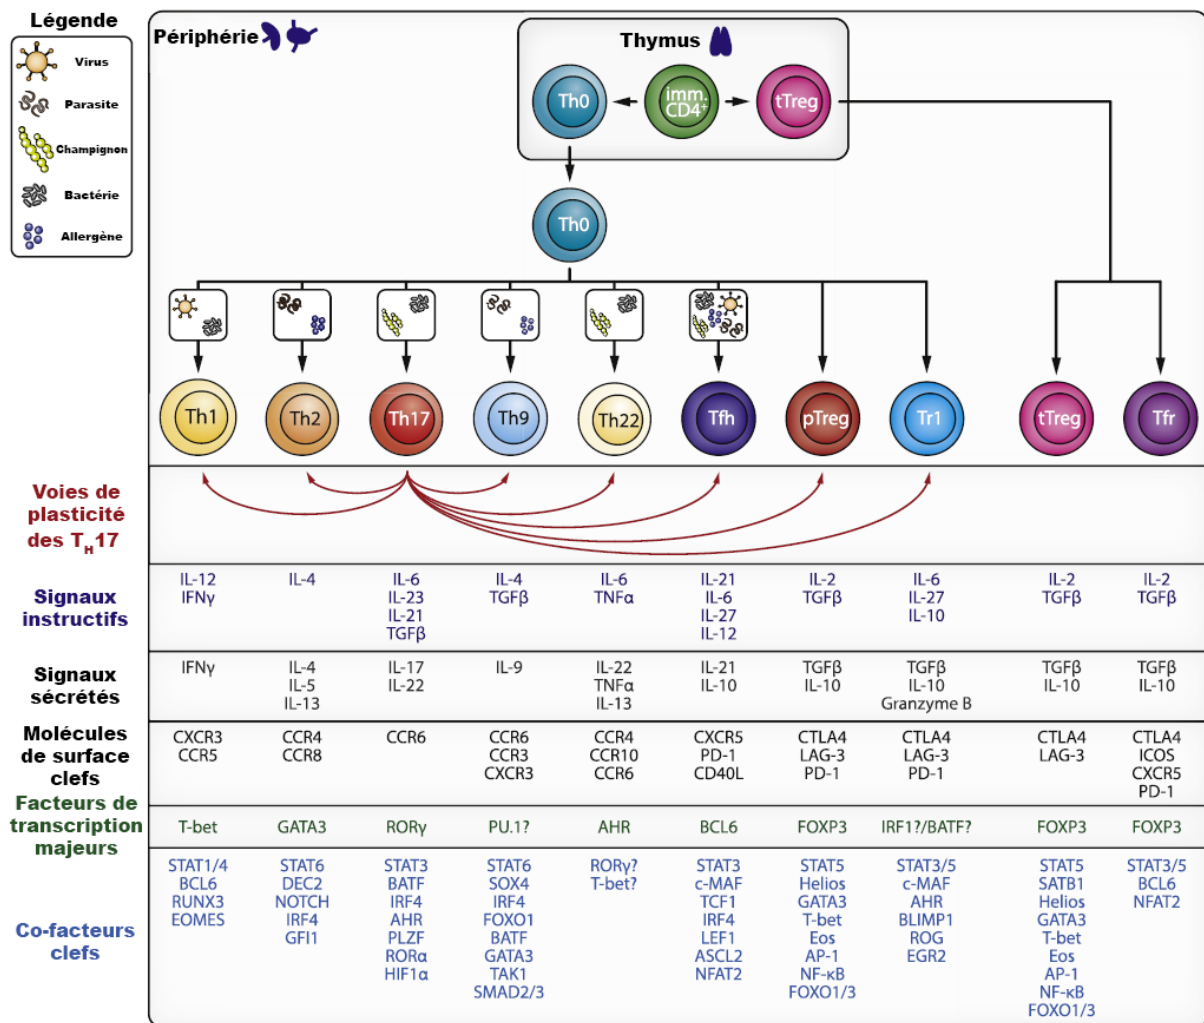 Légende
Virus
Parasite
Champignon
Bactérie
Allergène
Périphérie
Thymus
Th0
imm.
CD4⁺
tTreg
Th0
Th1
Th2
Th17
Th9
Th22
Tfh
pTreg
Tr1
tTreg
Tfr
Voies de
plasticité
des T_H17
Signaux
instructifs
IL-12
IFNγ
IL-4
IL-6
IL-23
IL-21
TGFβ
IL-4
TGFβ
IL-6
TNFα
IL-21
IL-6
IL-27
IL-12
IL-2
TGFβ
IL-6
IL-27
IL-10
IL-2
TGFβ
IL-2
TGFβ
Signaux
sécrétés
IFNγ
IL-4
IL-5
IL-13
IL-17
IL-22
IL-9
IL-22
TNFα
IL-13
IL-21
IL-10
TGFβ
IL-10
TGFβ
IL-10
Granzyme B
TGFβ
IL-10
TGFβ
IL-10
Molécules
de surface
clefs
CXCR3
CCR5
CCR4
CCR8
CCR6
CCR6
CCR3
CXCR3
CCR4
CCR10
CCR6
CXCR5
PD-1
CD40L
CTLA4
LAG-3
PD-1
CTLA4
LAG-3
PD-1
CTLA4
LAG-3
CTLA4
ICOS
CXCR5
PD-1
Facteurs de
transcription
majeurs
T-bet
GATA3
RORγ
PU.1?
AHR
BCL6
FOXP3
IRF1?/BATF?
FOXP3
FOXP3
Co-facteurs
clefs
STAT1/4
BCL6
RUNX3
EOMES
STAT6
DEC2
NOTCH
IRF4
GFI1
STAT3
BATF
IRF4
AHR
PLZF
RORα
HIF1α
STAT6
SOX4
IRF4
FOXO1
BATF
GATA3
TAK1
SMAD2/3
RORγ?
T-bet?
STAT3
c-MAF
TCF1
IRF4
LEF1
ASCL2
NFAT2
STAT5
Helios
GATA3
T-bet
Eos
AP-1
NF-κB
FOXO1/3
STAT3/5
c-MAF
AHR
BLIMP1
ROG
EGR2
STAT5
SATB1
Helios
GATA3
T-bet
Eos
AP-1
NF-κB
FOXO1/3
STAT3/5
BCL6
NFAT2